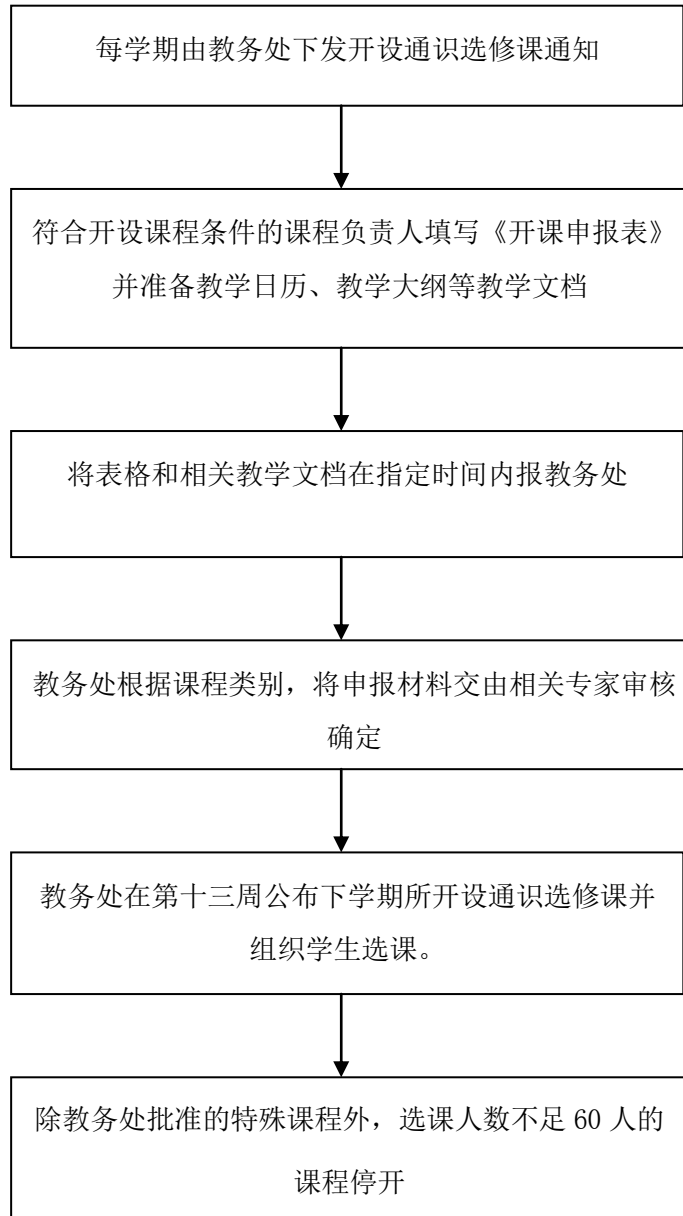 每学期由教务处下发开设通识选修课通知
符合开设课程条件的课程负责人填写《开课申报表》
并准备教学日历、教学大纲等教学文档
将表格和相关教学文档在指定时间内报教务处
教务处根据课程类别，将申报材料交由相关专家审核
确定
教务处在第十三周公布下学期所开设通识选修课并
组织学生选课。
除教务处批准的特殊课程外，选课人数不足 60 人的
课程停开